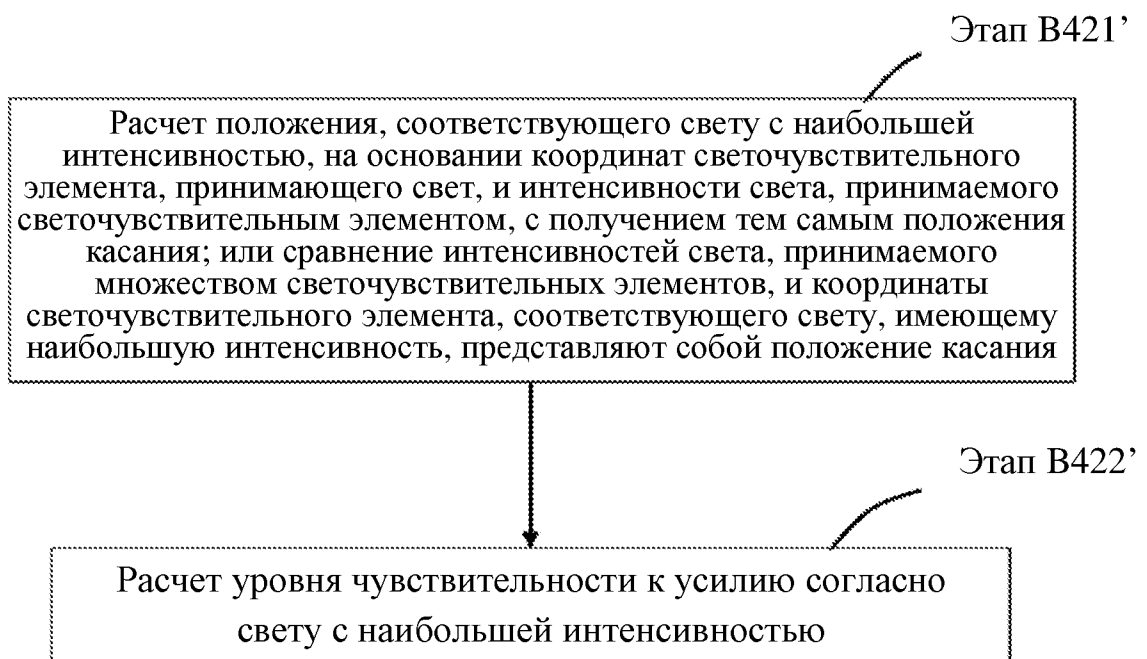 Этап B421’
Расчет положения, соответствующего свету с наибольшей
интенсивностью, на основании координат светочувствительного
элемента, принимающего свет, и интенсивности света, принимаемого
светочувствительным элементом, с получением тем самым положения
касания; или сравнение интенсивностей света, принимаемого
множеством светочувствительных элементов, и координаты
светочувствительного элемента, соответствующего свету, имеющему
наибольшую интенсивность, представляют собой положение касания
Этап B422’
Расчет уровня чувствительности к усилию согласно
свету с наибольшей интенсивностью